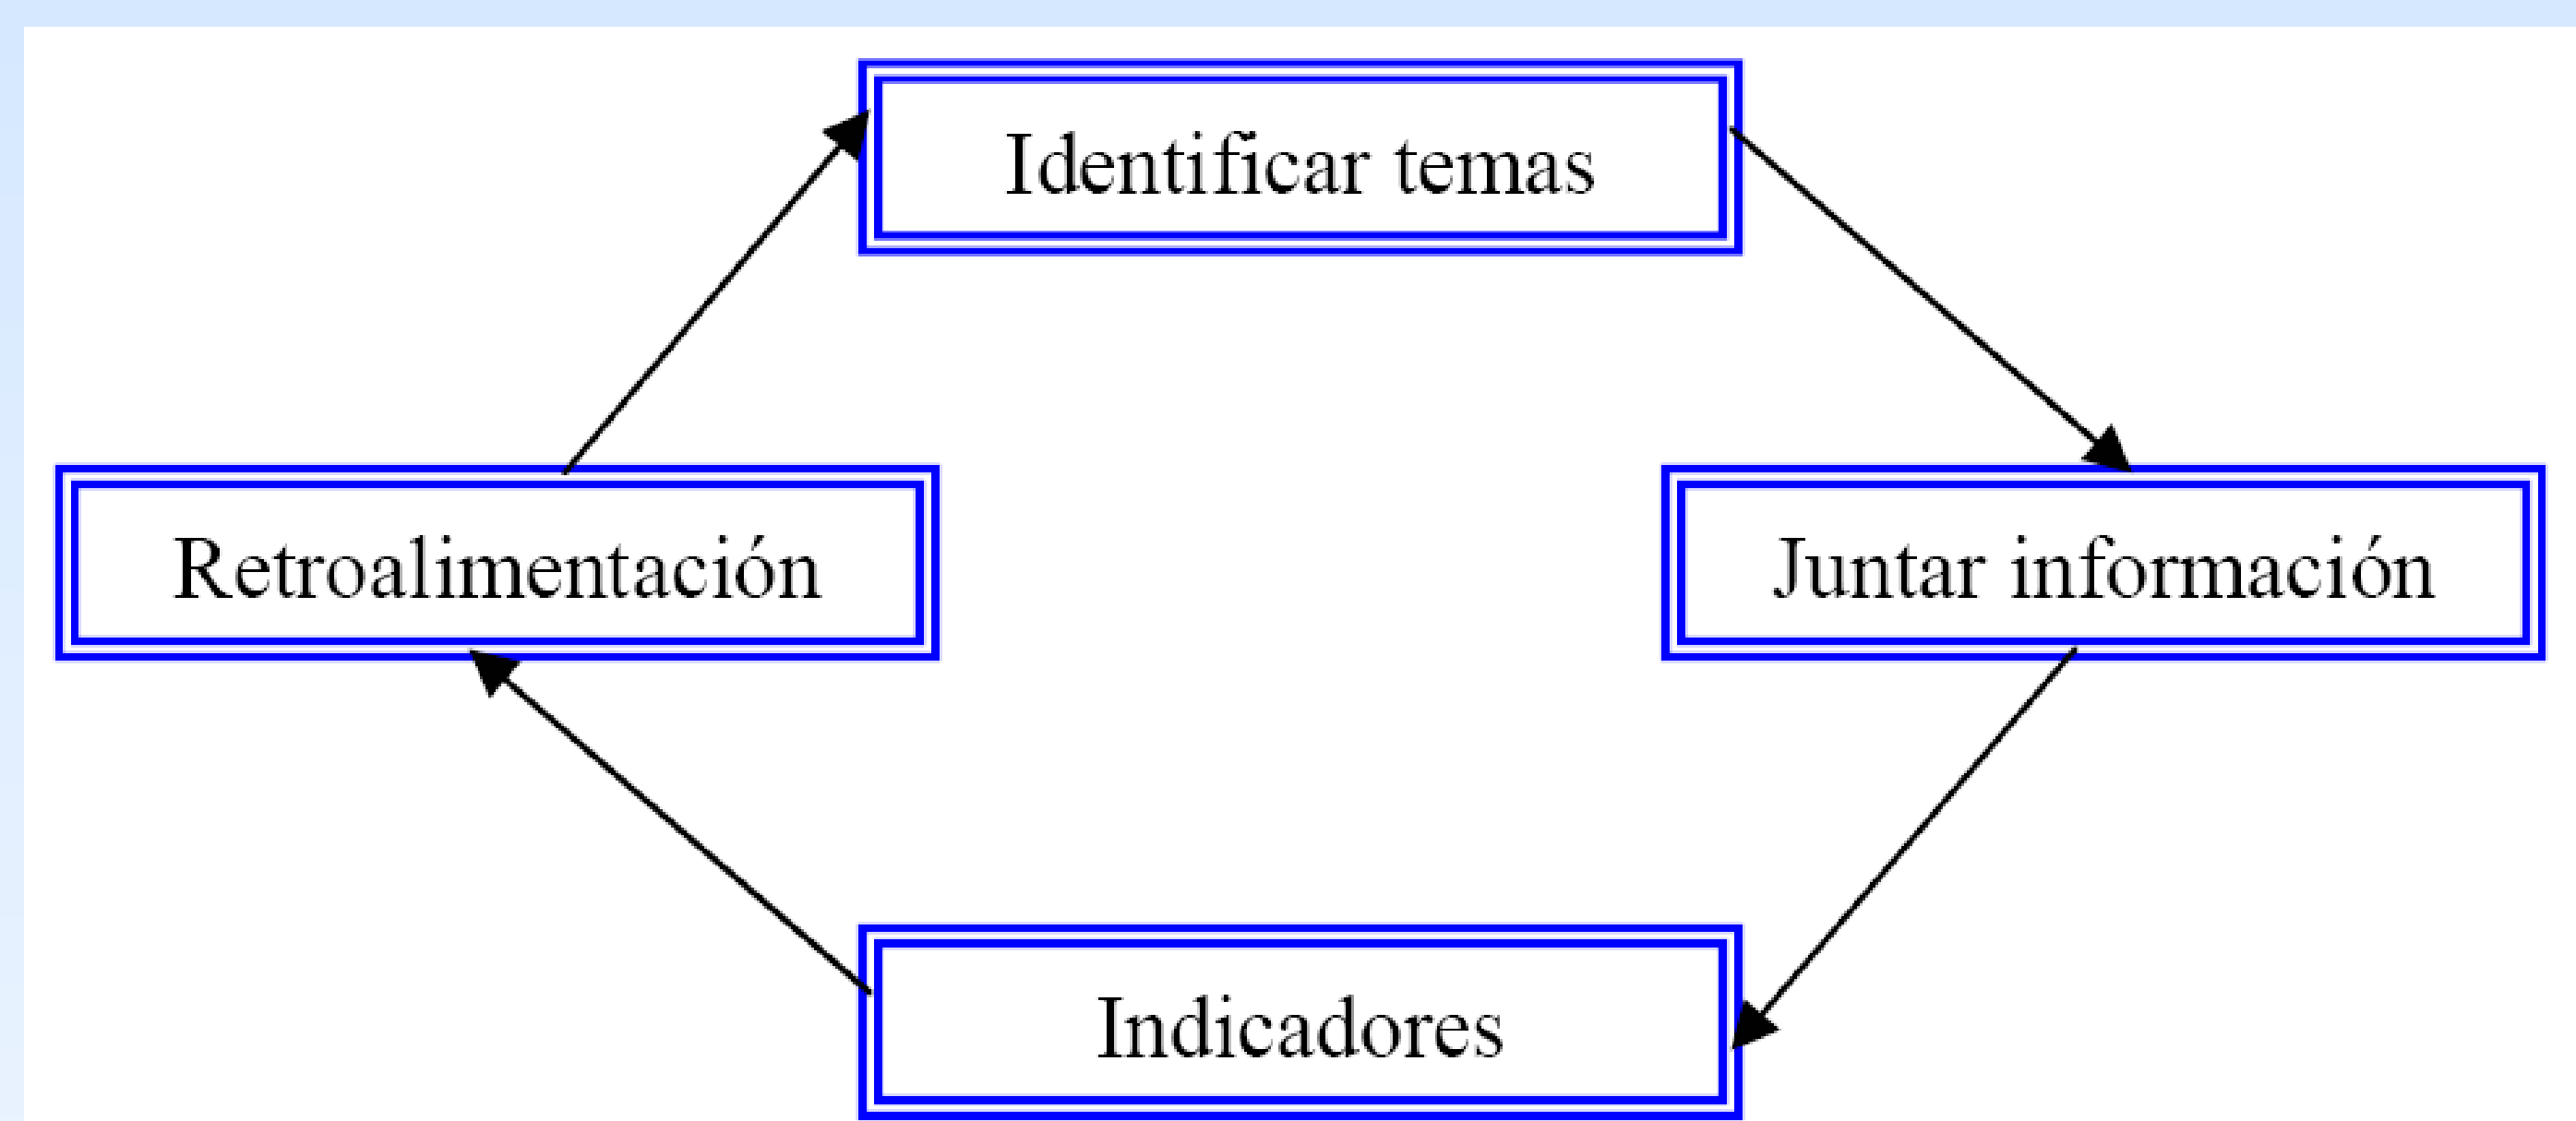 Identificar temas
Retroalimentación
Juntar información
Indicadores